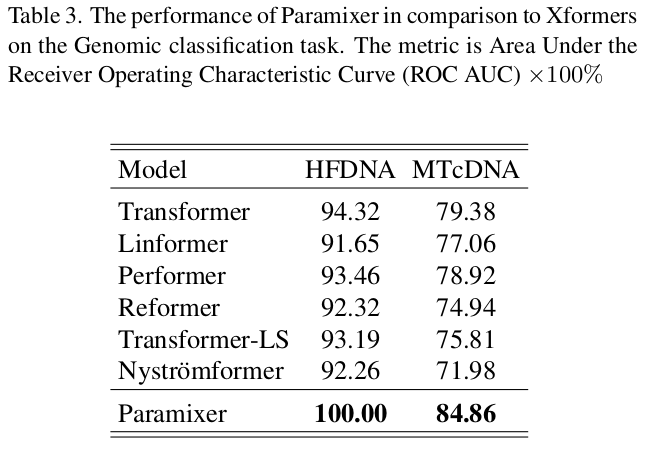 Table 3. The performance of Paramixer in comparison to Xformers
on the Genomic classification task. The metric is Area Under the
Receiver Operating Characteristic Curve (ROC AUC) ×100%
Model HFDNA MTcDNA
Transformer 94.32 79.38
Linformer 91.65 77.06
Performer 93.46 78.92
Reformer 92.32 74.94
Transformer-LS 93.19 75.81
Nyströmformer 92.26 71.98
Paramixer 100.00 84.86